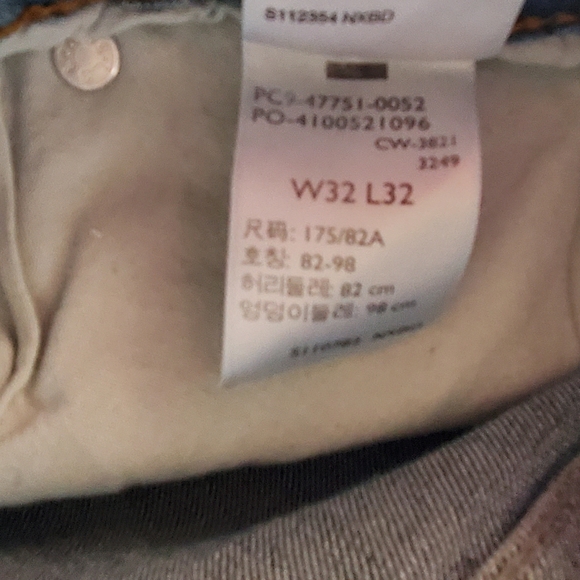 S112354 NXBD
PC9-47751-0052
PO-4100521096
CW-3821
3249
W32 L32
尺码: 175/82A
호칭: 82-98
허리둘레: 82 cm
엉덩이둘레: 98 cm